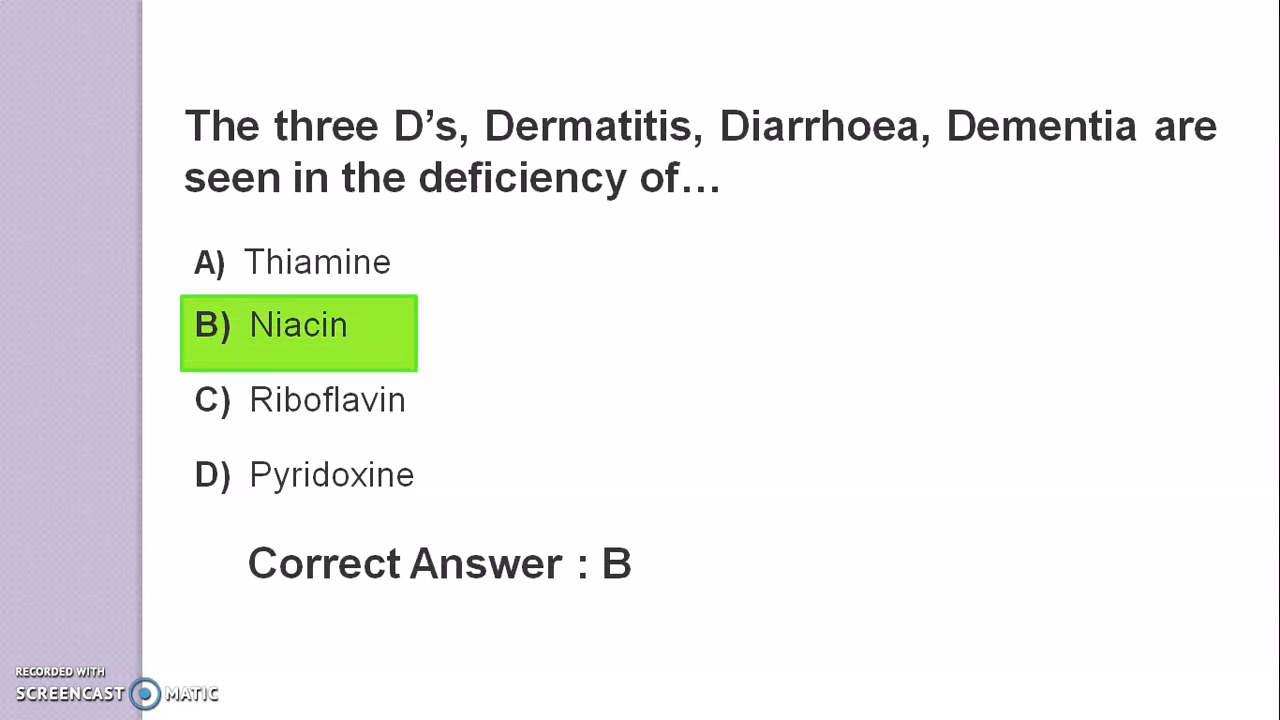 The three D’s, Dermatitis, Diarrhoea, Dementia are
seen in the deficiency of…
A) Thiamine
B) Niacin
C) Riboflavin
D) Pyridoxine
Correct Answer : B
RECORDED WITH
SCREENCAST MATIC